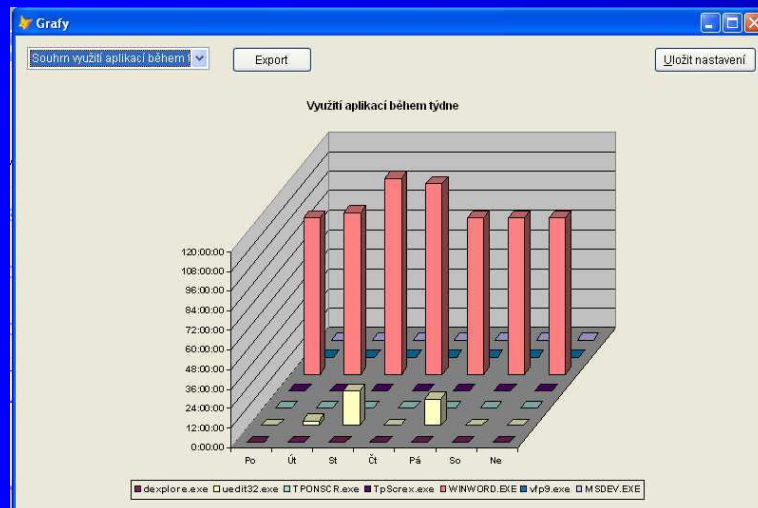 Grafy
Souhrn využití aplikací během t
Export
Uložit nastavení
Využití aplikací během týdne
120:00:00
108:00:00
96:00:00
84:00:00
72:00:00
60:00:00
48:00:00
36:00:00
24:00:00
12:00:00
0:00:00
Po Út St Čt Pá So Ne
dexplore.exe uedit32.exe TPONSCR.exe TpScrex.exe WINWORD.EXE vfp9.exe MSDEV.EXE